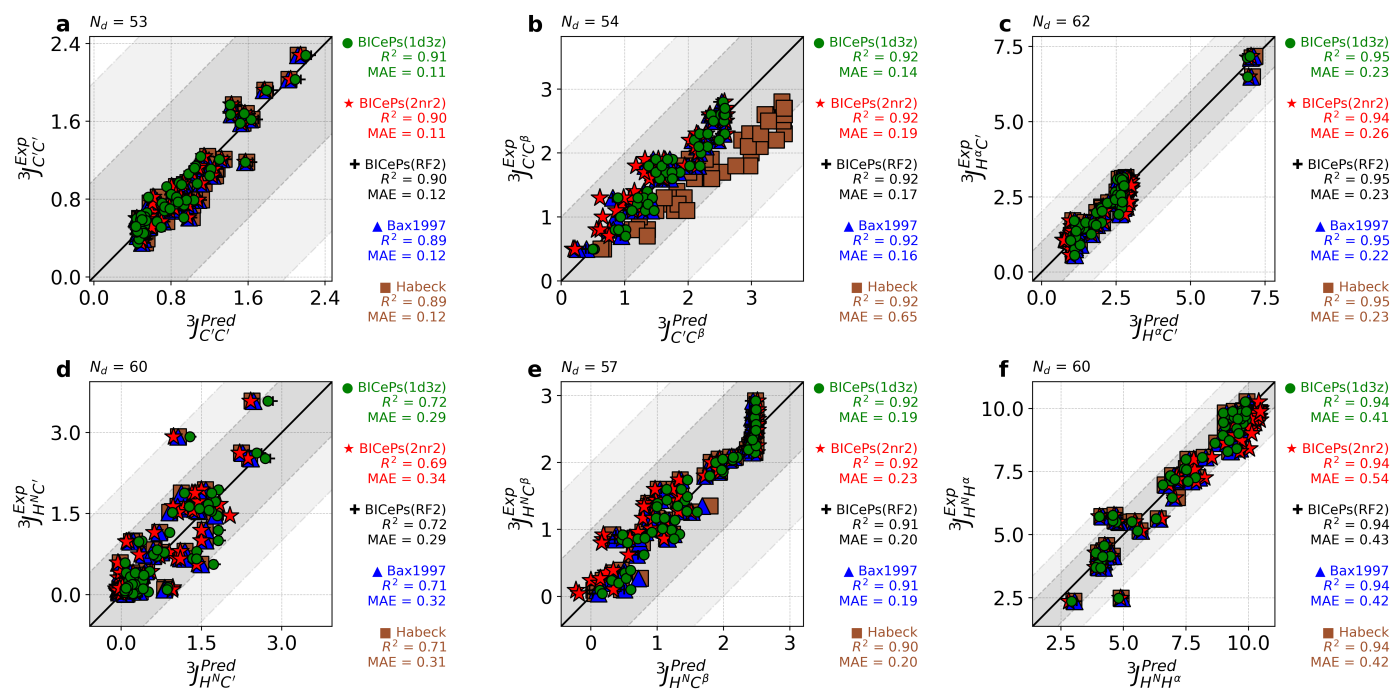 a N_d = 53
2.4
1.6
0.8
0.0
0.0 0.8 1.6 2.4
³J^Exp_C′C′
³J^Pred_C′C′
● BICePs(1d3z)
R² = 0.91
MAE = 0.11
★ BICePs(2nr2)
R² = 0.90
MAE = 0.11
✚ BICePs(RF2)
R² = 0.90
MAE = 0.12
▲ Bax1997
R² = 0.89
MAE = 0.12
■ Habeck
R² = 0.89
MAE = 0.12
b N_d = 54
3
2
1
0
0 1 2 3
³J^Exp_C′C^β
³J^Pred_C′C^β
● BICePs(1d3z)
R² = 0.92
MAE = 0.14
★ BICePs(2nr2)
R² = 0.92
MAE = 0.19
✚ BICePs(RF2)
R² = 0.92
MAE = 0.17
▲ Bax1997
R² = 0.92
MAE = 0.16
■ Habeck
R² = 0.92
MAE = 0.65
c N_d = 62
7.5
5.0
2.5
0.0
0.0 2.5 5.0 7.5
³J^Exp_H^αC′
³J^Pred_H^αC′
● BICePs(1d3z)
R² = 0.95
MAE = 0.23
★ BICePs(2nr2)
R² = 0.94
MAE = 0.26
✚ BICePs(RF2)
R² = 0.95
MAE = 0.23
▲ Bax1997
R² = 0.95
MAE = 0.22
■ Habeck
R² = 0.95
MAE = 0.23
d N_d = 60
3.0
1.5
0.0
0.0 1.5 3.0
³J^Exp_H^NC′
³J^Pred_H^NC′
● BICePs(1d3z)
R² = 0.72
MAE = 0.29
★ BICePs(2nr2)
R² = 0.69
MAE = 0.34
✚ BICePs(RF2)
R² = 0.72
MAE = 0.29
▲ Bax1997
R² = 0.71
MAE = 0.32
■ Habeck
R² = 0.71
MAE = 0.31
e N_d = 57
3
2
1
0
0 1 2 3
³J^Exp_H^NC^β
³J^Pred_H^NC^β
● BICePs(1d3z)
R² = 0.92
MAE = 0.19
★ BICePs(2nr2)
R² = 0.92
MAE = 0.23
✚ BICePs(RF2)
R² = 0.91
MAE = 0.20
▲ Bax1997
R² = 0.91
MAE = 0.19
■ Habeck
R² = 0.90
MAE = 0.20
f N_d = 60
10.0
7.5
5.0
2.5
2.5 5.0 7.5 10.0
³J^Exp_H^NH^α
³J^Pred_H^NH^α
● BICePs(1d3z)
R² = 0.94
MAE = 0.41
★ BICePs(2nr2)
R² = 0.94
MAE = 0.54
✚ BICePs(RF2)
R² = 0.94
MAE = 0.43
▲ Bax1997
R² = 0.94
MAE = 0.42
■ Habeck
R² = 0.94
MAE = 0.42